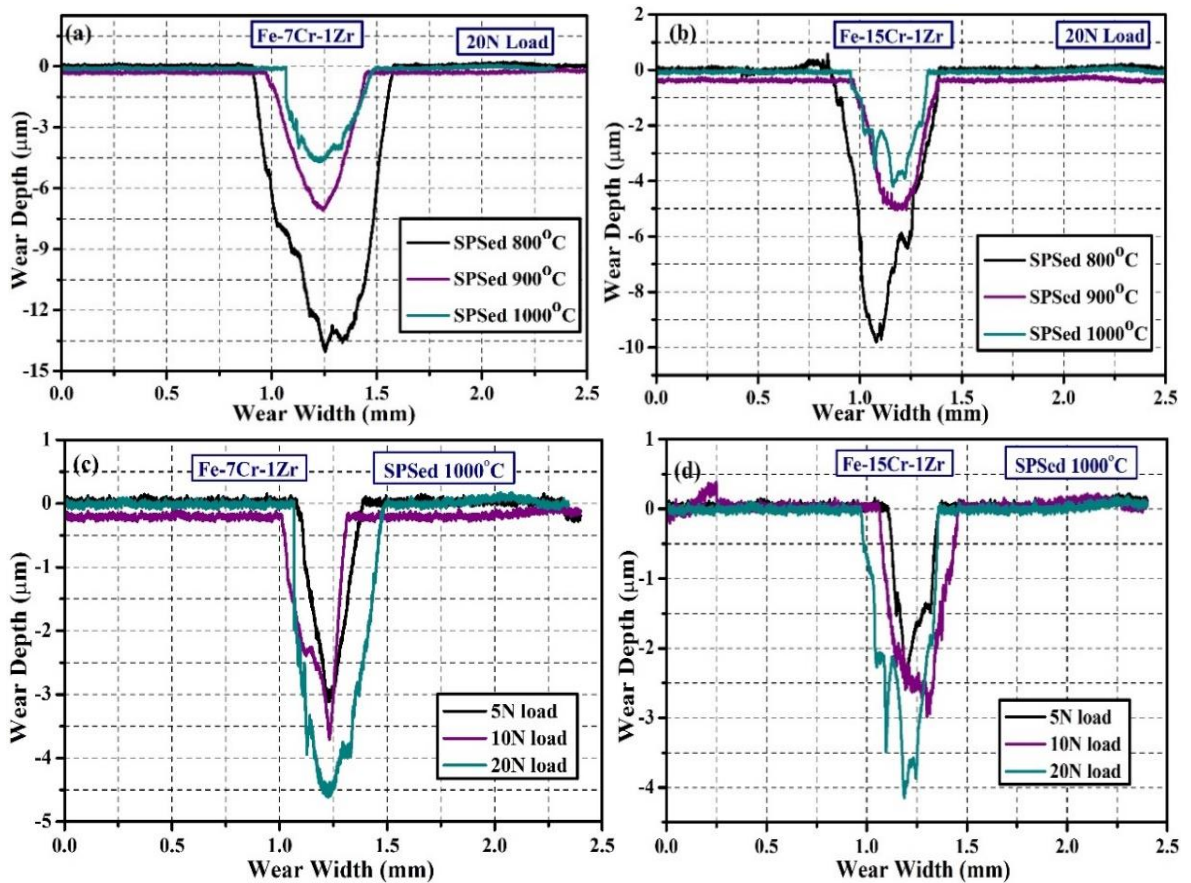 (a)
Fe-7Cr-1Zr
20N Load
0
-3
-6
-9
-12
-15
Wear Depth (μm)
SPSed 800°C
SPSed 900°C
SPSed 1000°C
0.0 0.5 1.0 1.5 2.0 2.5
Wear Width (mm)
(b)
Fe-15Cr-1Zr
20N Load
2
0
-2
-4
-6
-8
-10
Wear Depth (μm)
SPSed 800°C
SPSed 900°C
SPSed 1000°C
0.0 0.5 1.0 1.5 2.0 2.5
Wear Width (mm)
(c)
Fe-7Cr-1Zr
SPSed 1000°C
1
0
-1
-2
-3
-4
-5
Wear Depth (μm)
5N load
10N load
20N load
0.0 0.5 1.0 1.5 2.0 2.5
Wear Width (mm)
(d)
Fe-15Cr-1Zr
SPSed 1000°C
1
0
-1
-2
-3
-4
Wear Depth (μm)
5N load
10N load
20N load
0.0 0.5 1.0 1.5 2.0 2.5
Wear Width (mm)